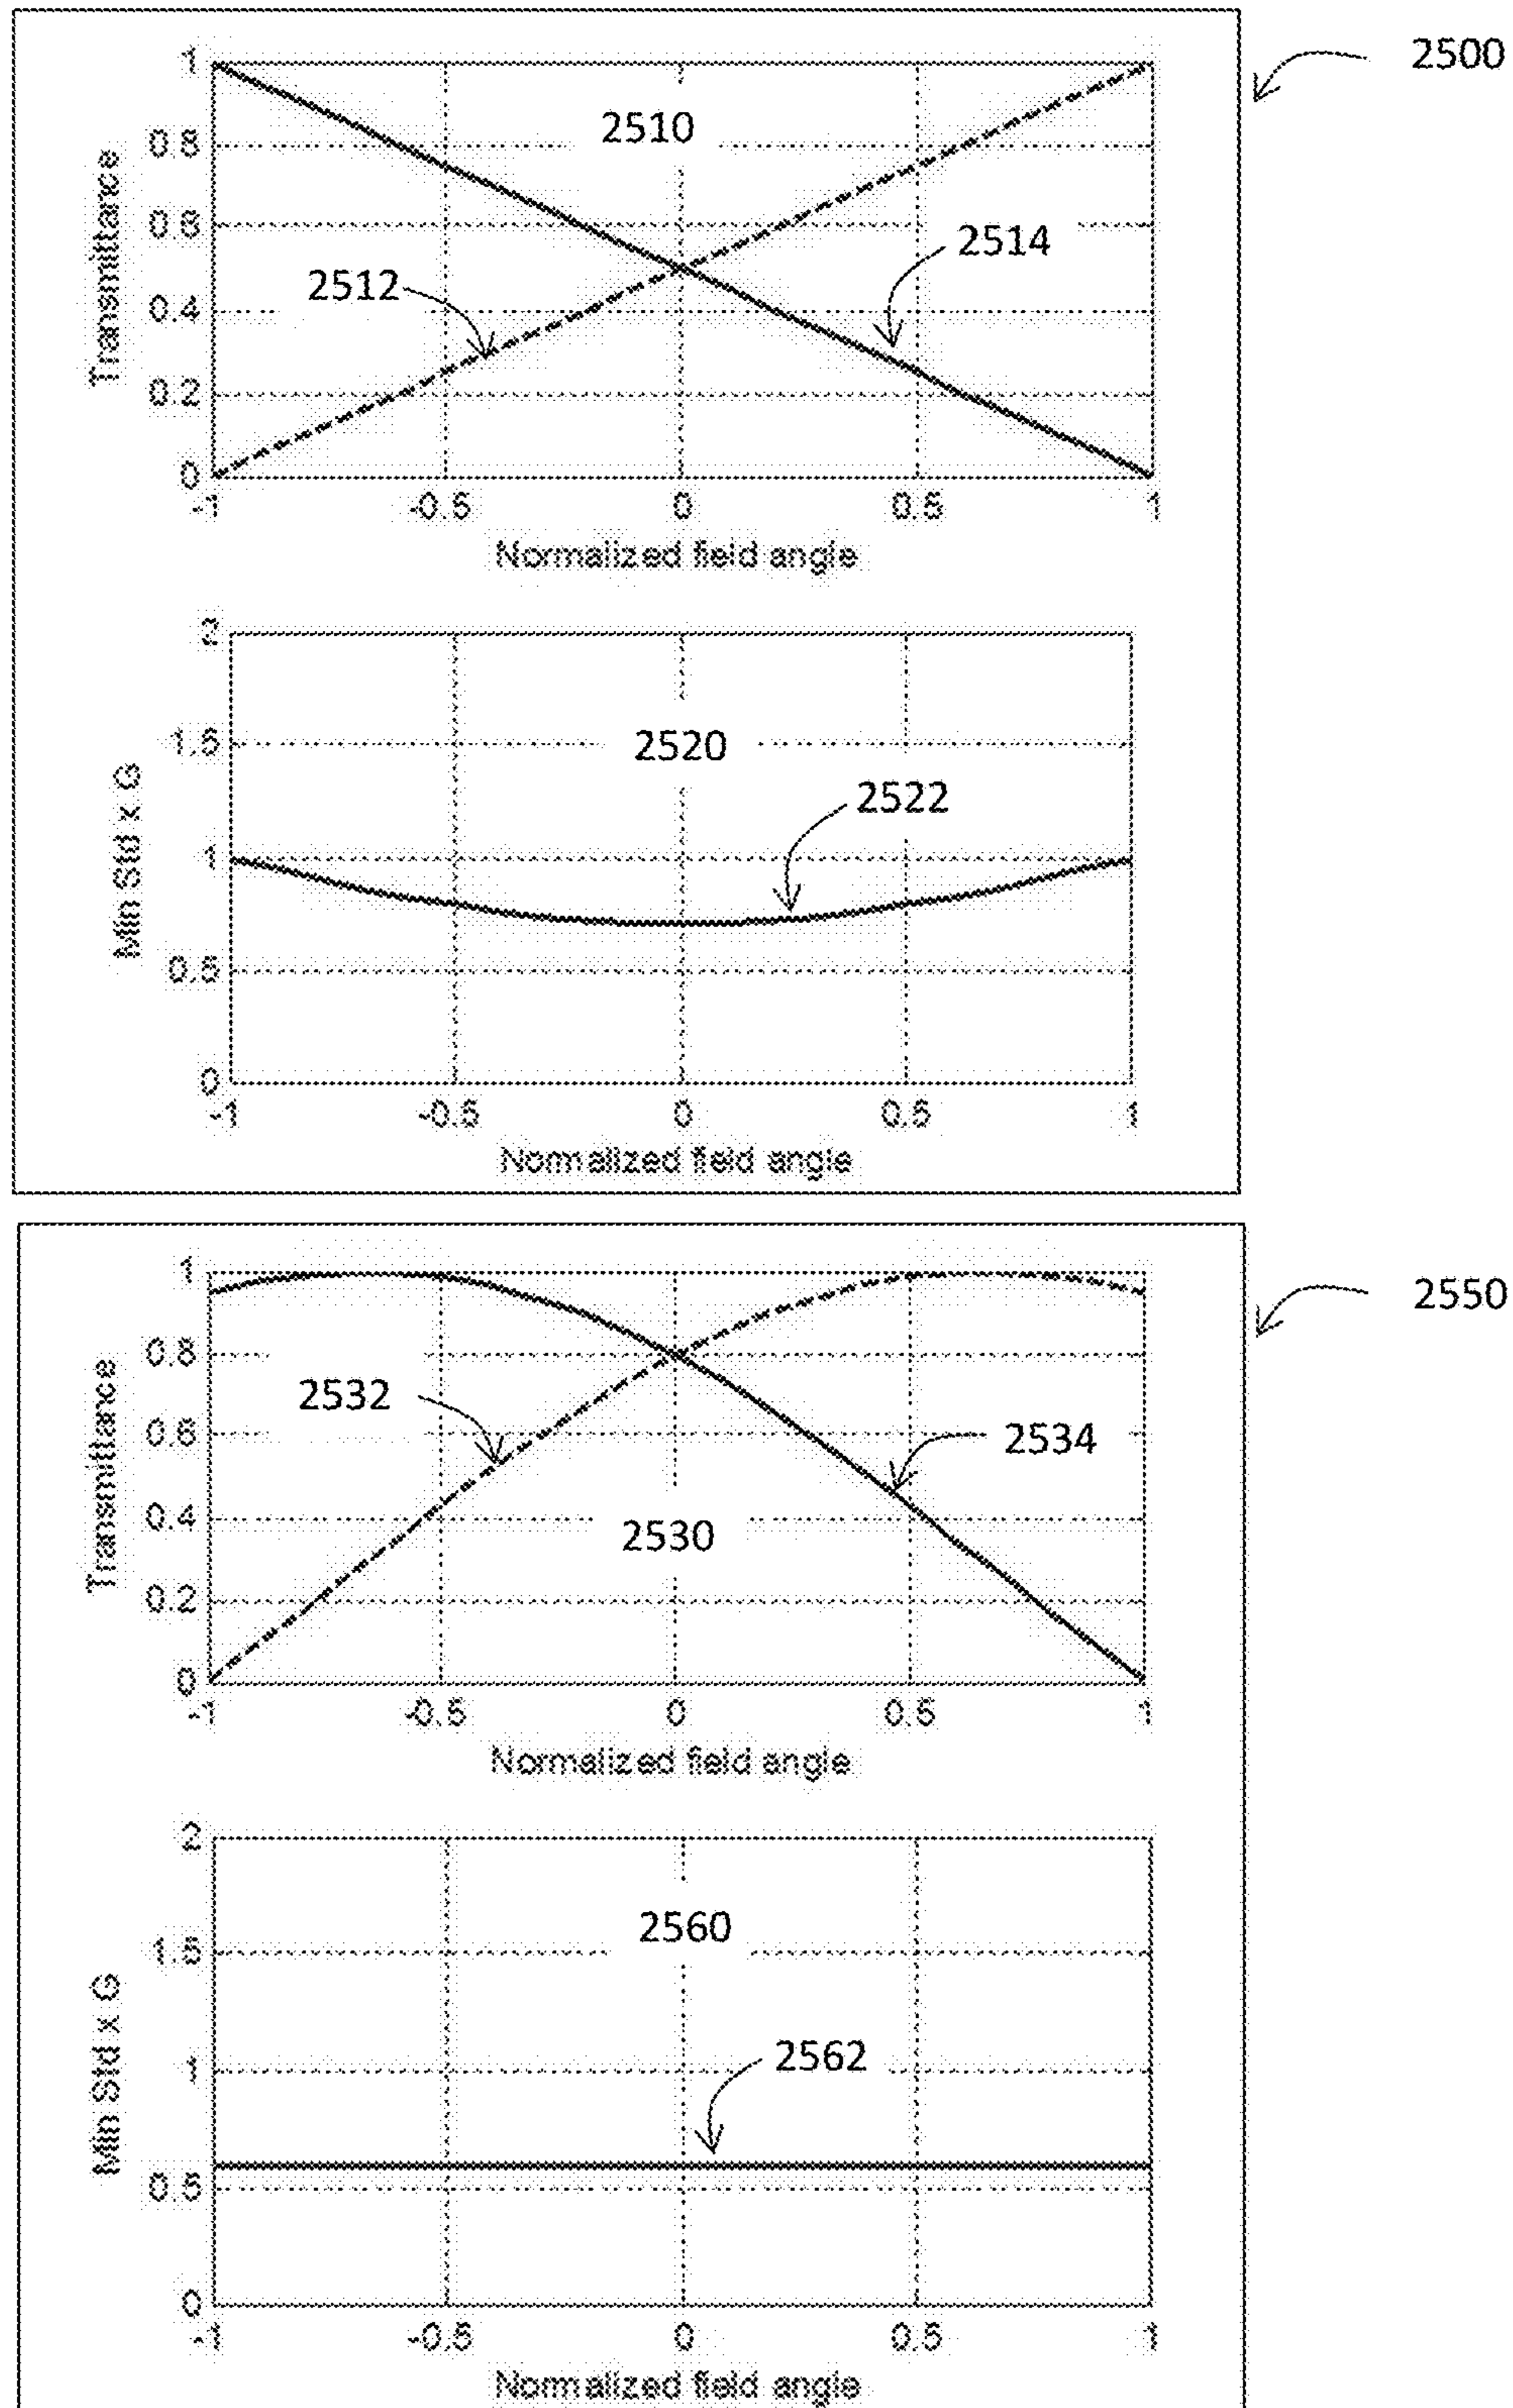 2500
1
0.8
0.6
0.4
0.2
0
Transmittance
2510
2512
2514
-1 -0.5 0 0.5 1
Normalized field angle
2
1.5
1
0.5
0
Min Std x G
2520
2522
-1 -0.5 0 0.5 1
Normalized field angle
2550
1
0.8
0.6
0.4
0.2
0
Transmittance
2532
2534
2530
-1 -0.5 0 0.5 1
Normalized field angle
2
1.5
1
0.5
0
Min Std x G
2560
2562
-1 -0.5 0 0.5 1
Normalized field angle